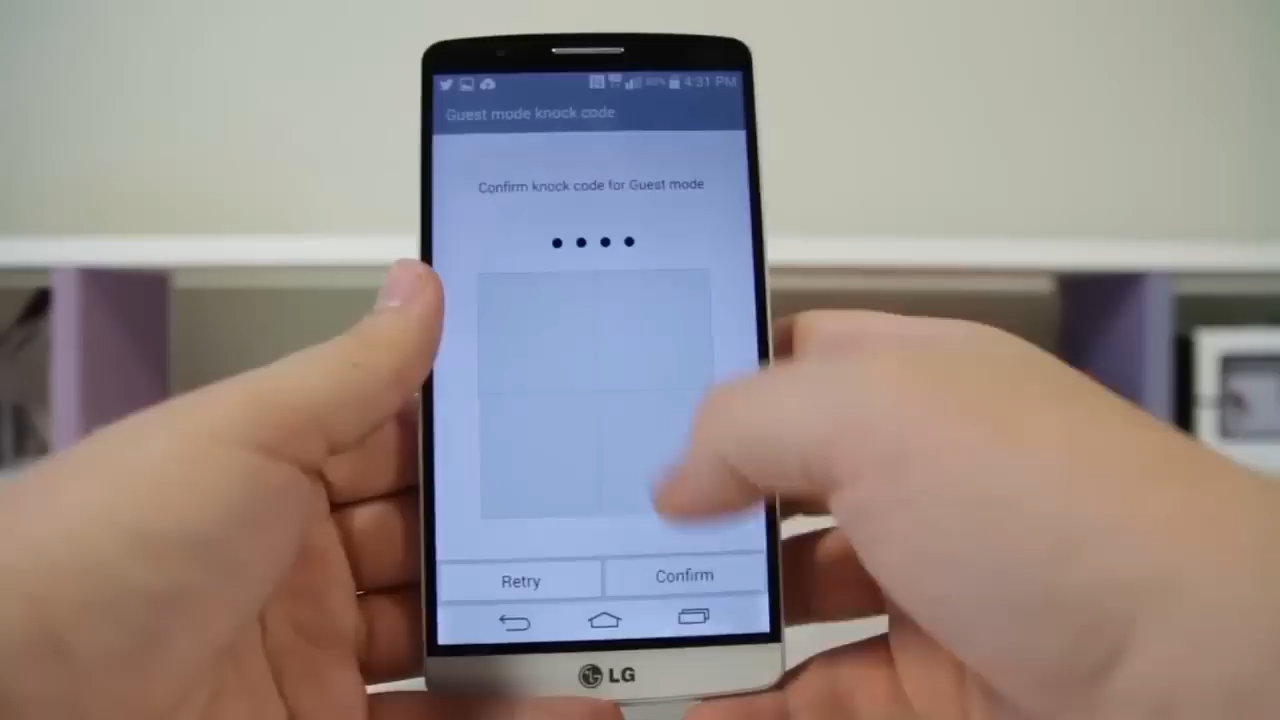 4:31 PM
Guest mode knock code
Confirm knock code for Guest mode
Retry
Confirm
LG